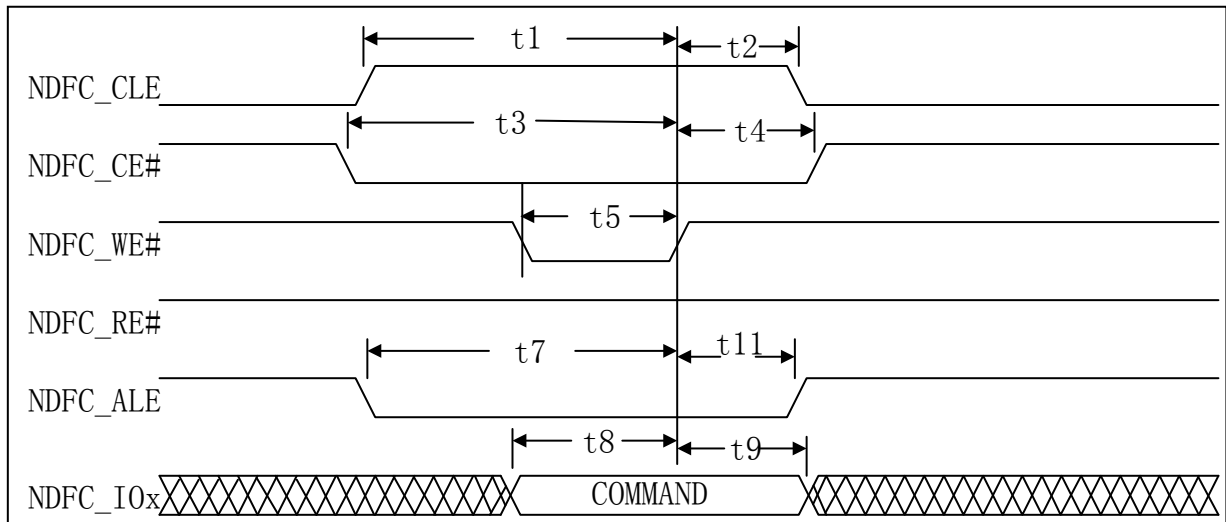 t1
t2
NDFC_CLE
t3
t4
NDFC_CE#
t5
NDFC_WE#
NDFC_RE#
t7
t11
NDFC_ALE
t8
t9
NDFC_IOx
COMMAND